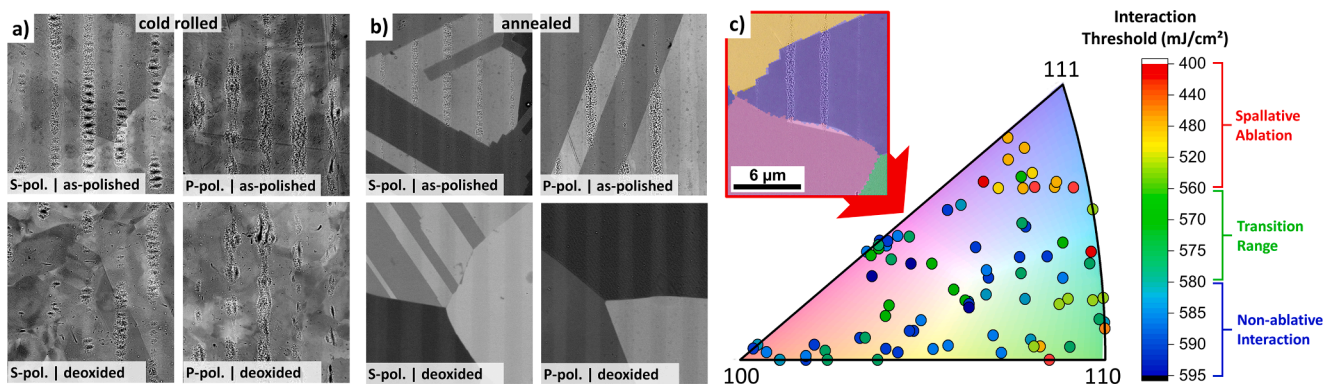 a)
cold rolled
S-pol. | as-polished
P-pol. | as-polished
S-pol. | deoxided
P-pol. | deoxided
b)
annealed
S-pol. | as-polished
P-pol. | as-polished
S-pol. | deoxided
P-pol. | deoxided
c)
6 µm
111
100
110
Interaction
Threshold (mJ/cm²)
400
440
480
520
560
570
575
580
585
590
595
Spallative
Ablation
Transition
Range
Non-ablative
Interaction